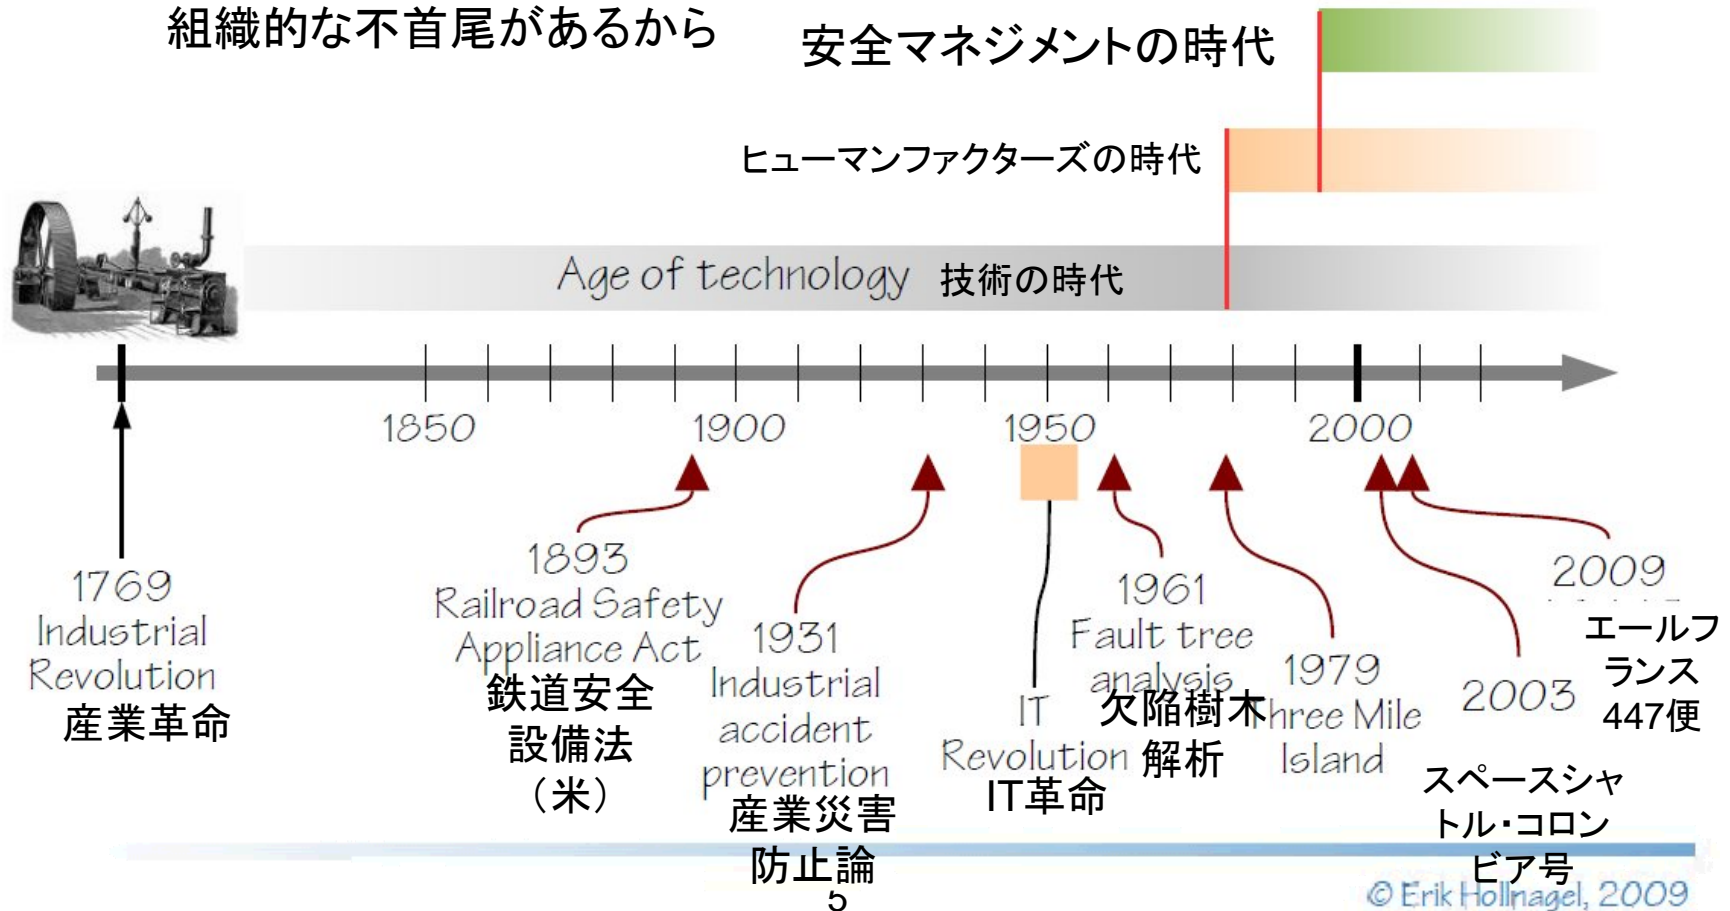 組織的な不首尾があるから
安全マネジメントの時代
ヒューマンファクターズの時代
Age of technology 技術の時代
1850
1900
1950
2000
1769
Industrial
Revolution
産業革命
1893
Railroad Safety
Appliance Act
鉄道安全
設備法
（米）
1931
Industrial
accident
prevention
産業災害
防止論
IT
Revolution
IT革命
1961
Fault tree
analysis
欠陥樹木
解析
1979
Three Mile
Island
2003
スペースシャ
トル・コロン
ビア号
2009
エールフ
ランス
447便
5
© Erik Hollnagel, 2009